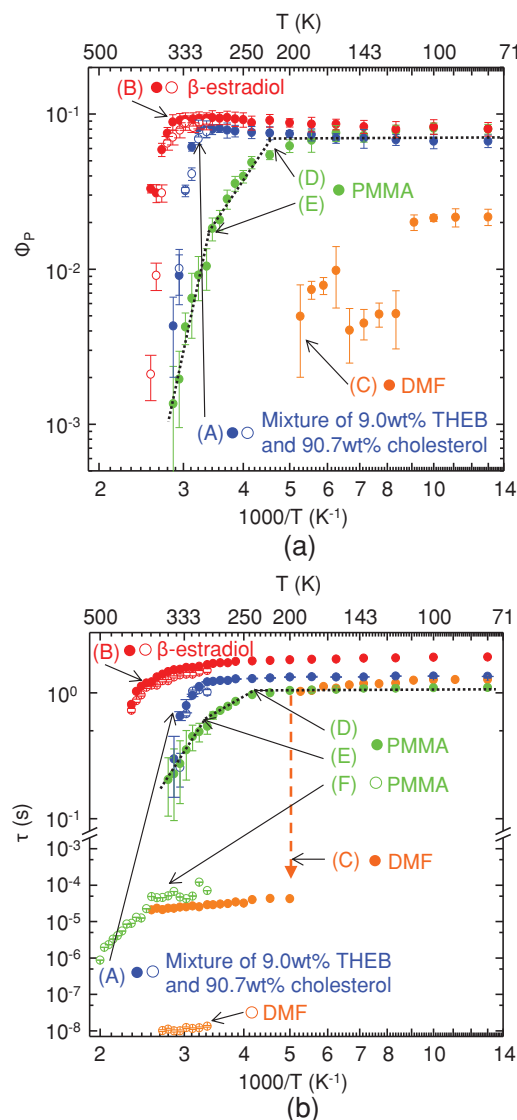 T (K)
500 333 250 200 143 100 71
(B) β-estradiol
10⁻¹
(D)
(E) PMMA
Φ_P
10⁻²
(C) DMF
(A) Mixture of 9.0wt% THEB
and 90.7wt% cholesterol
10⁻³
2 3 4 5 6 7 8 10 12 14
1000/T (K⁻¹)
(a)
T (K)
500 333 250 200 143 100 71
(B) β-estradiol
10⁰
(D)
(E) PMMA
(F) PMMA
10⁻¹
τ (s)
10⁻³
(C) DMF
10⁻⁴
10⁻⁵
10⁻⁶
(A) Mixture of 9.0wt% THEB
and 90.7wt% cholesterol
10⁻⁷
DMF
10⁻⁸
2 3 4 5 6 7 8 10 12 14
1000/T (K⁻¹)
(b)